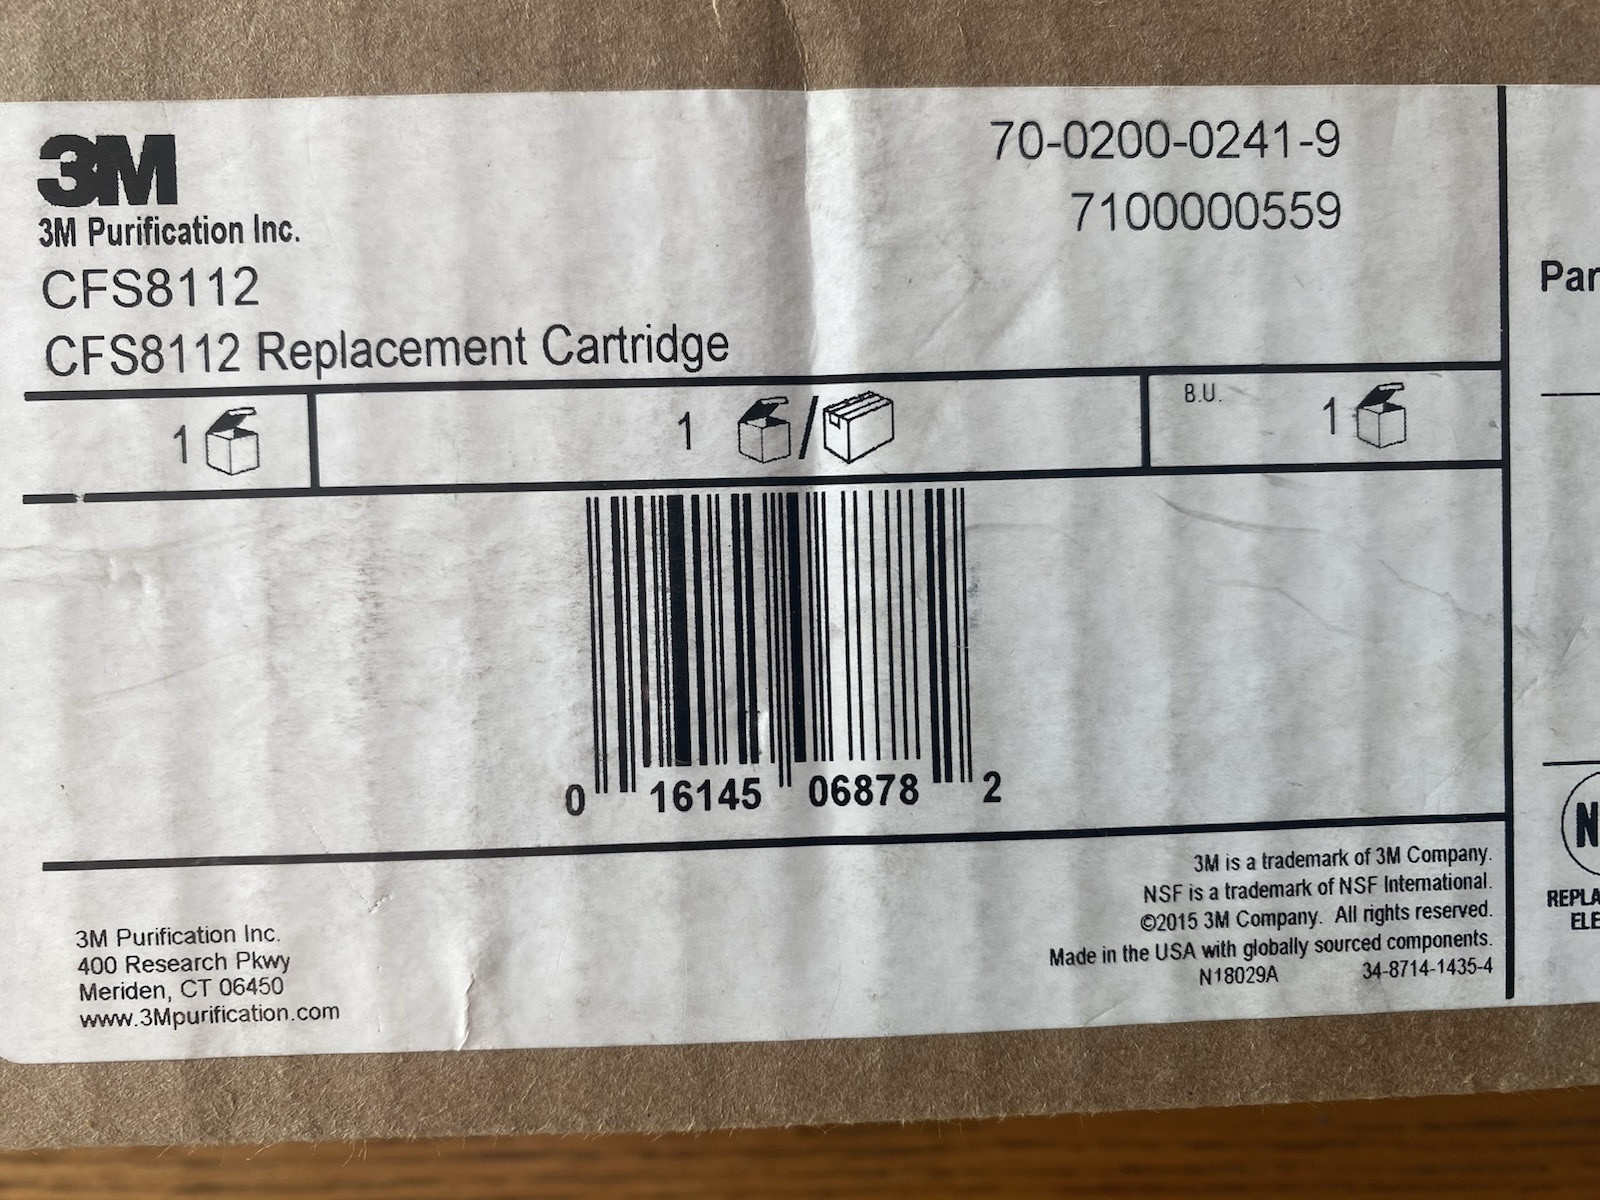 3M
3M Purification Inc.
CFS8112
CFS8112 Replacement Cartridge
70-0200-0241-9
7100000559
1
1 /
B.U. 1
0 16145 06878 2
3M is a trademark of 3M Company.
NSF is a trademark of NSF International.
©2015 3M Company. All rights reserved.
Made in the USA with globally sourced components.
N18029A 34-8714-1435-4
3M Purification Inc.
400 Research Pkwy
Meriden, CT 06450
www.3Mpurification.com
Par
N
REPLA
ELE